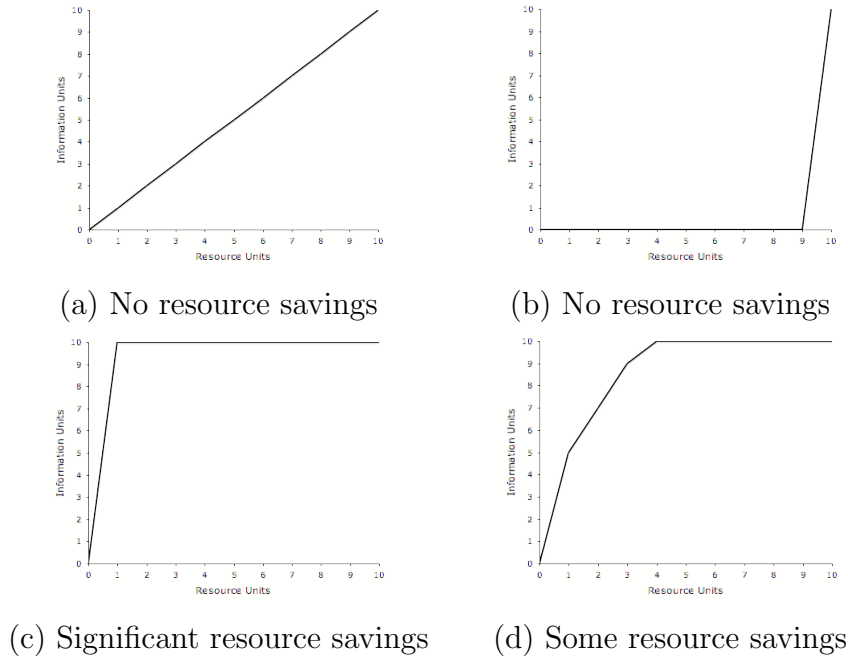 10
9
8
7
6
5
4
3
2
1
0
Information Units
0 1 2 3 4 5 6 7 8 9 10
Resource Units
(a) No resource savings
10
9
8
7
6
5
4
3
2
1
0
Information Units
0 1 2 3 4 5 6 7 8 9 10
Resource Units
(b) No resource savings
10
9
8
7
6
5
4
3
2
1
0
Information Units
0 1 2 3 4 5 6 7 8 9 10
Resource Units
(c) Significant resource savings
10
9
8
7
6
5
4
3
2
1
0
Information Units
0 1 2 3 4 5 6 7 8 9 10
Resource Units
(d) Some resource savings